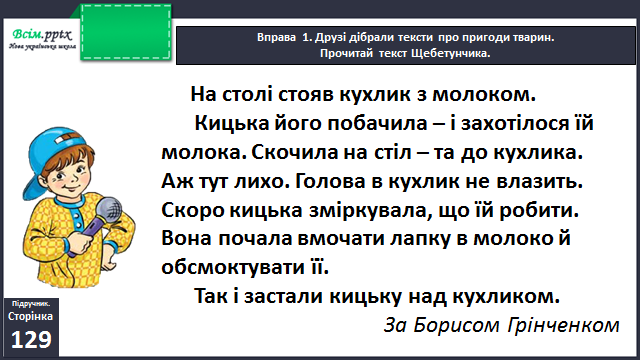 Всім.pptx
Нова українська школа
Вправа 1. Друзі дібрали тексти про пригоди тварин.
Прочитай текст Щебетунчика.
На столі стояв кухлик з молоком.
Кицька його побачила – і захотілося їй
молока. Скочила на стіл – та до кухлика.
Аж тут лихо. Голова в кухлик не влазить.
Скоро кицька зміркувала, що їй робити.
Вона почала вмочати лапку в молоко й
обсмоктувати її.
Так і застали кицьку над кухликом.
За Борисом Грінченком
Підручник.
Сторінка
129